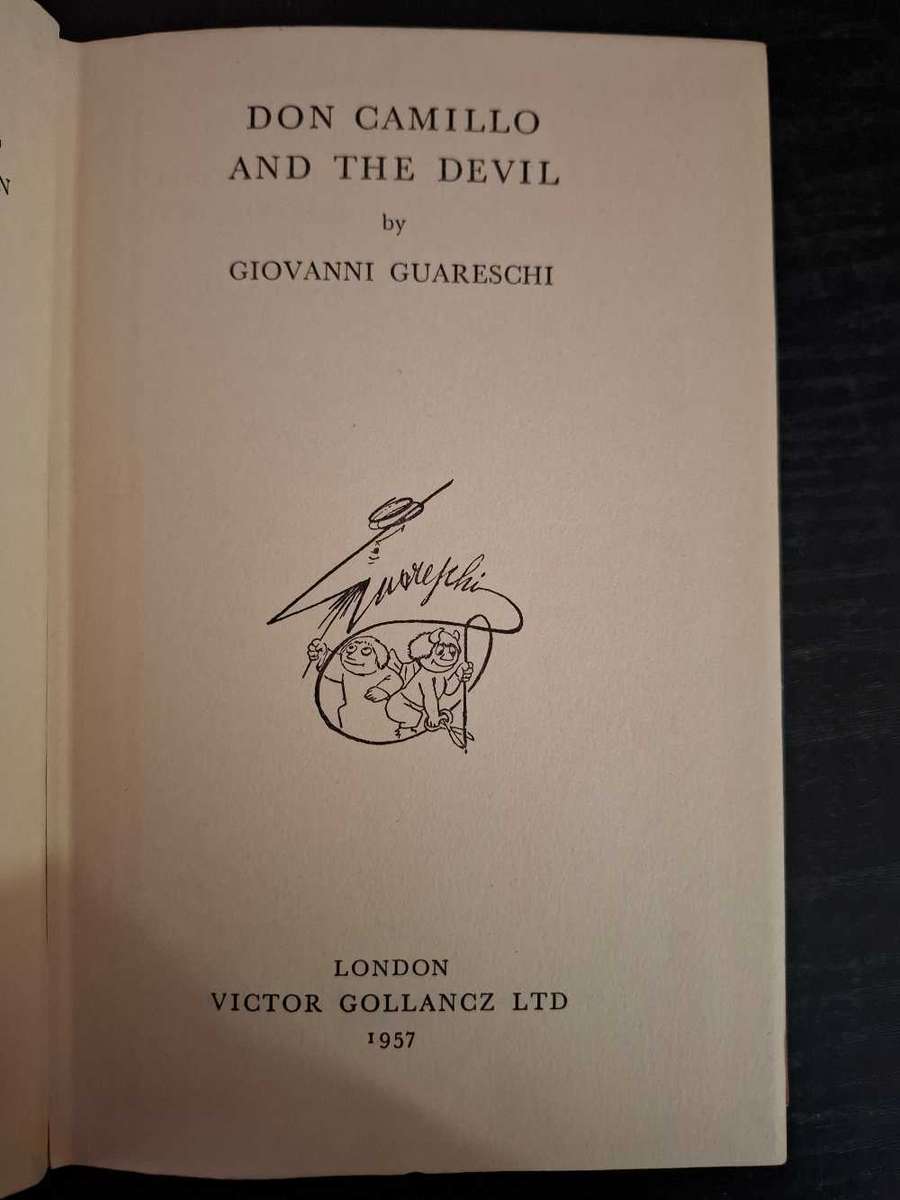 DON CAMILLO
AND THE DEVIL
by
GIOVANNI GUARESCHI
Guareschi
LONDON
VICTOR GOLLANCZ LTD
1957